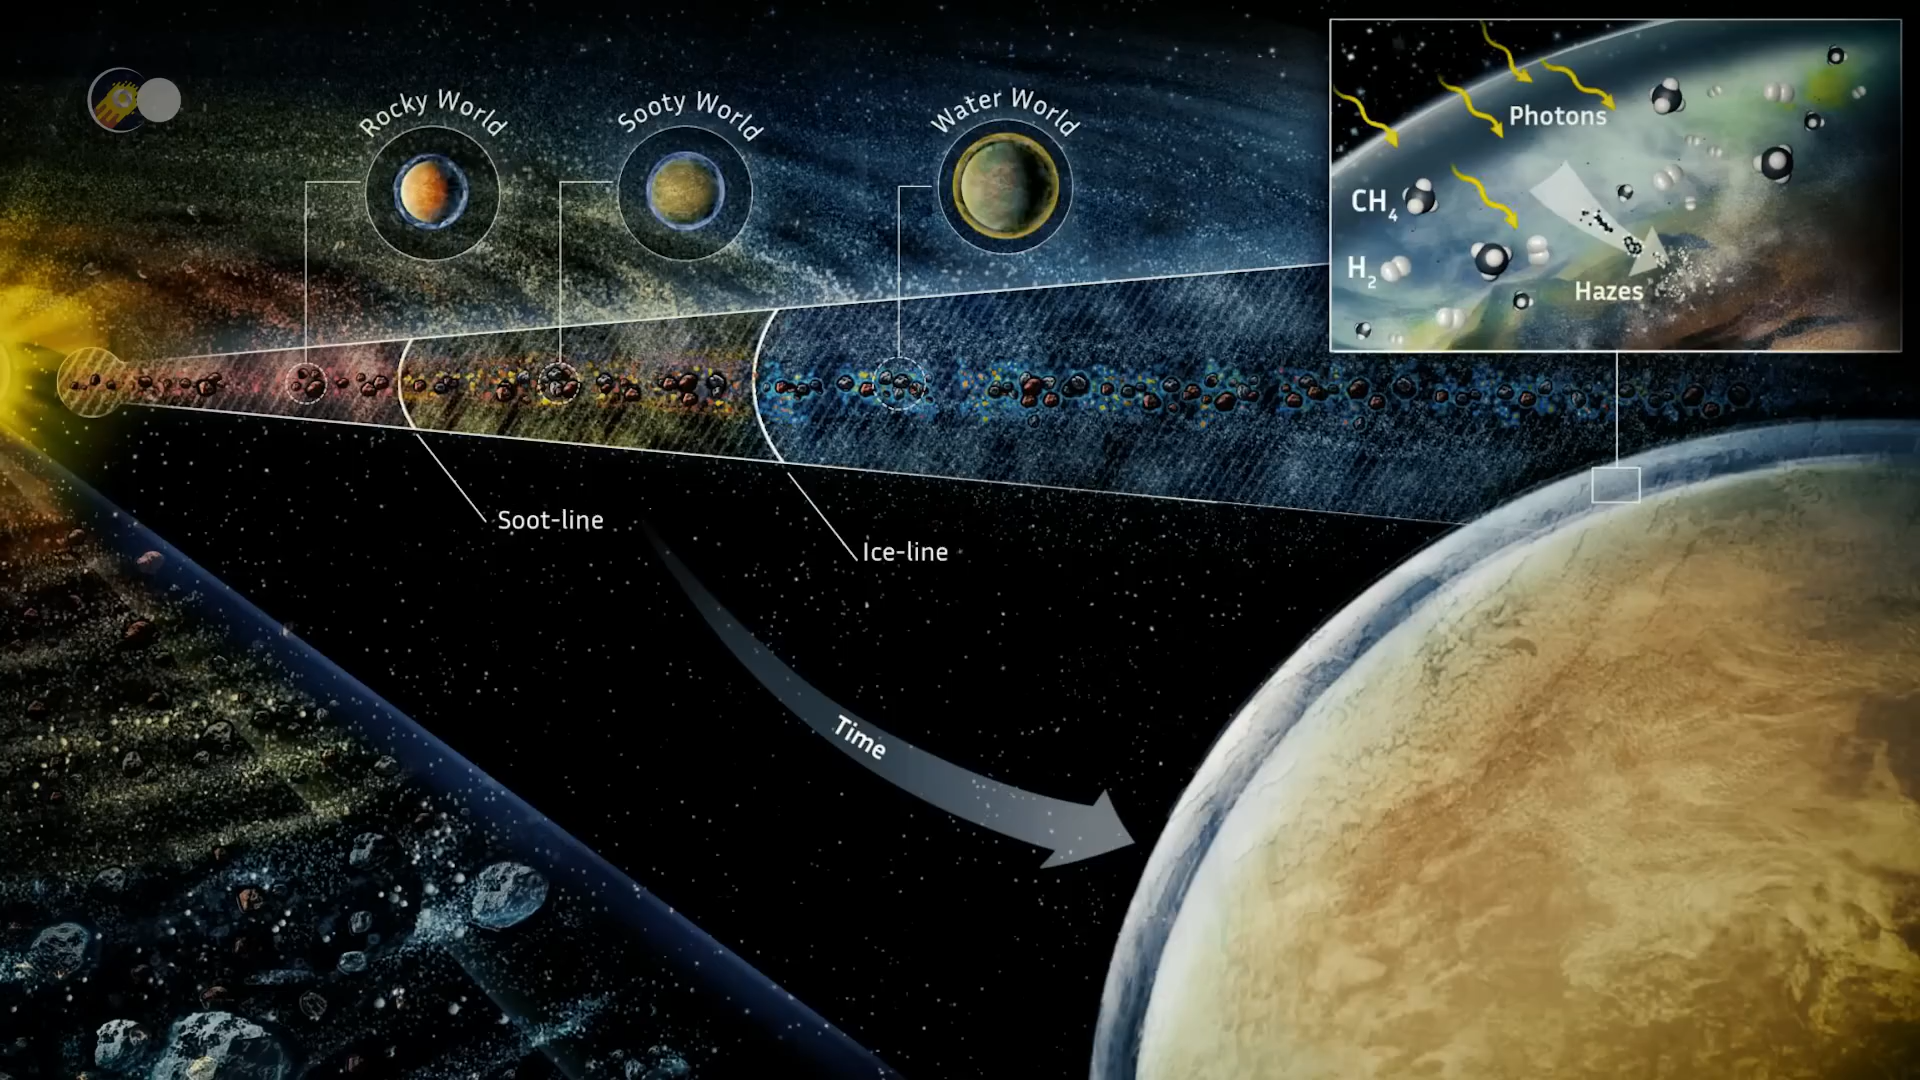 Rocky World
Sooty World
Water World
Photons
CH₄
H₂
Hazes
Soot-line
Ice-line
Time